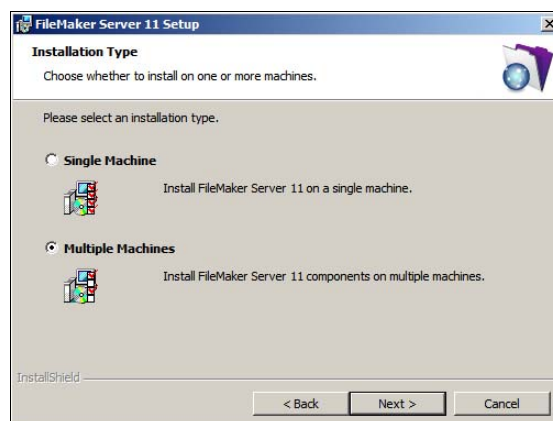 FileMaker Server 11 Setup
Installation Type
Choose whether to install on one or more machines.
Please select an installation type.
Single Machine
Install FileMaker Server 11 on a single machine.
Multiple Machines
Install FileMaker Server 11 components on multiple machines.
InstallShield
< Back
Next >
Cancel